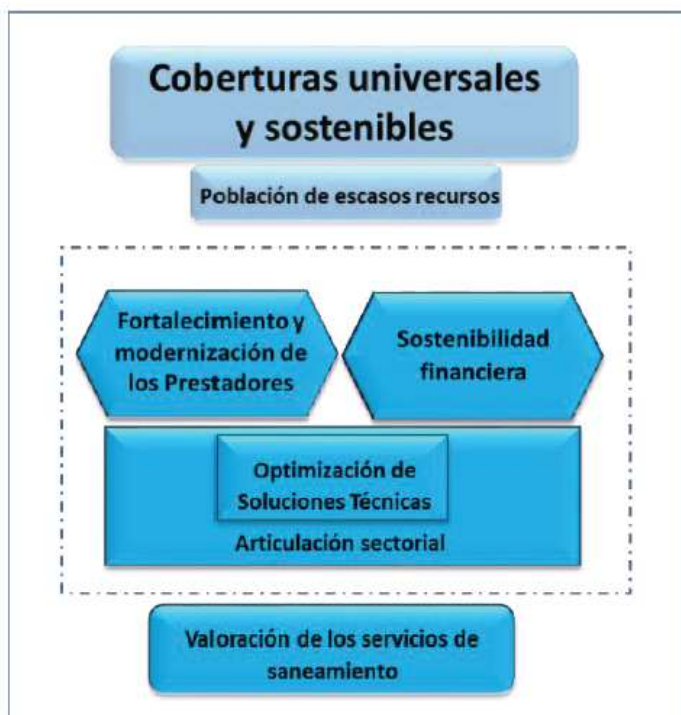 Coberturas universales
y sostenibles
Población de escasos recursos
Fortalecimiento y
modernización de
los Prestadores
Sostenibilidad
financiera
Optimización de
Soluciones Técnicas
Articulación sectorial
Valoración de los servicios de
saneamiento